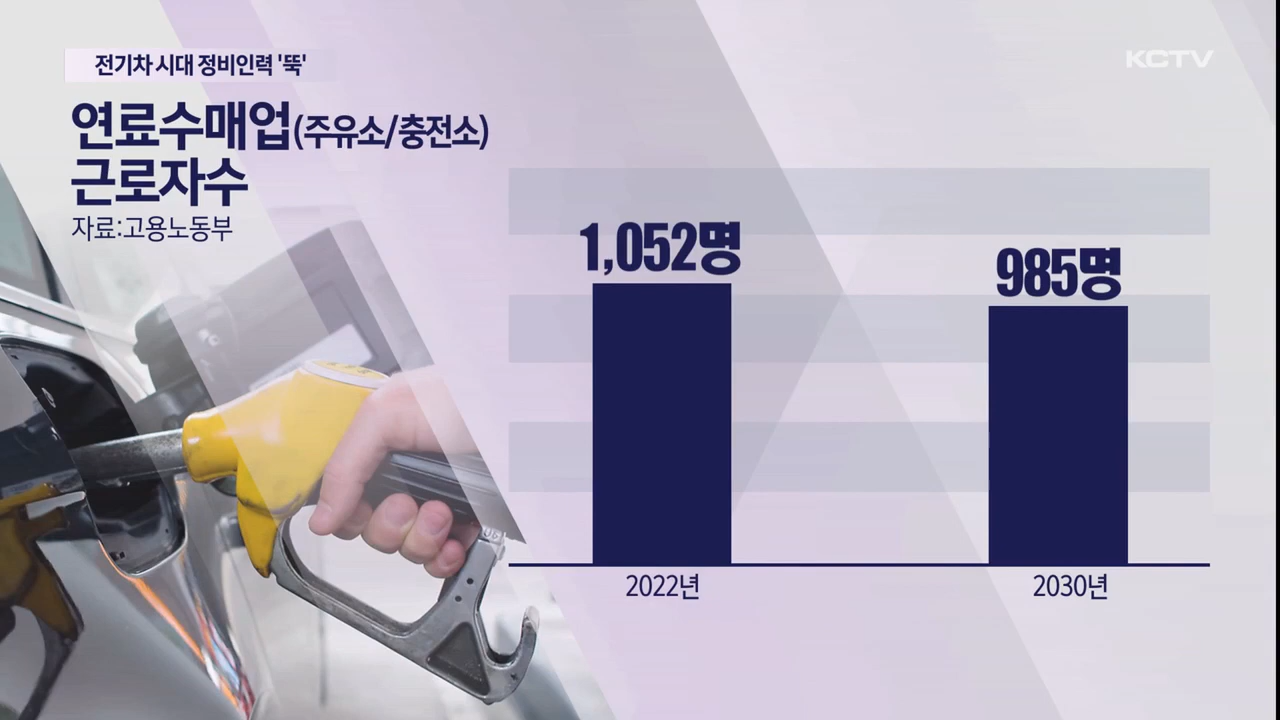 전기차 시대 정비인력 '뚝'
KCTV
연료수매업(주유소/충전소)
근로자수
자료:고용노동부
1,052명
985명
2022년
2030년